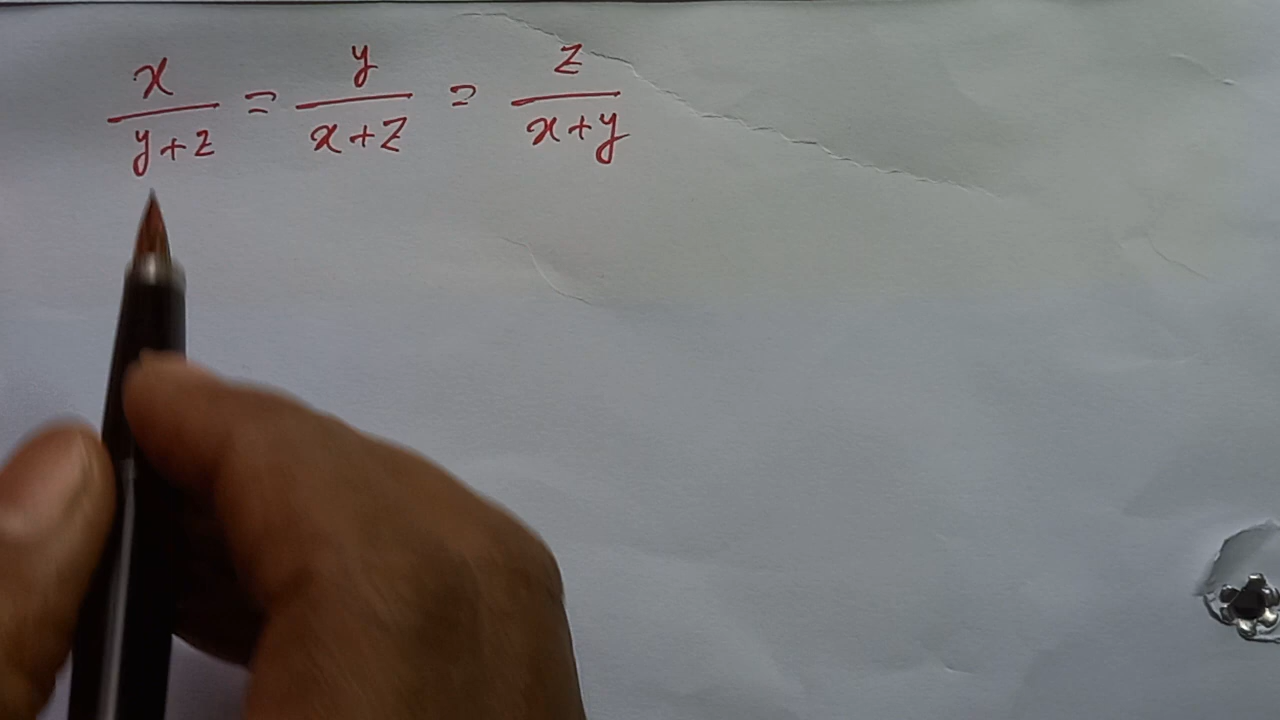 x/(y+z) = y/(x+z) = z/(x+y)